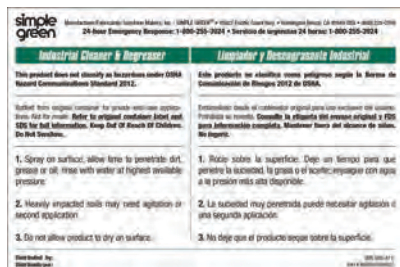 simple
green
24-hour Emergency Response: 1-800-255-3924 • Servicio de urgencias 24 horas: 1-800-255-3924
Industrial Cleaner & Degreaser
Limpiador y Desengrasante Industrial
This product does not classify as hazardous under OSHA
Hazard Communications Standard 2012.
Este producto no clasifica como peligroso según la Norma de
Comunicación de Riesgos 2012 de OSHA.
Refer to original container label and
SDS for full information. Keep Out Of Reach Of Children.
Do Not Swallow.
Consulte la etiqueta del envase original y FDS
para información completa. Mantener fuera del alcance de niños.
No Tragar.
1. Spray on surface, allow time to penetrate dirt,
grease or oil, rinse with water at highest available
pressure.
2. Heavily impacted soils may need agitation or
second application.
3. Do not allow product to dry on surface.
1. Rocíe sobre la superficie. Deje un tiempo para que
penetre la suciedad, la grasa o el aceite; enjuague con agua
a la presión más alta disponible.
2. La suciedad muy penetrada puede necesitar agitación o
una segunda aplicación.
3. No deje que el producto seque sobre la superficie.
Distributed by:
Distribuido por: